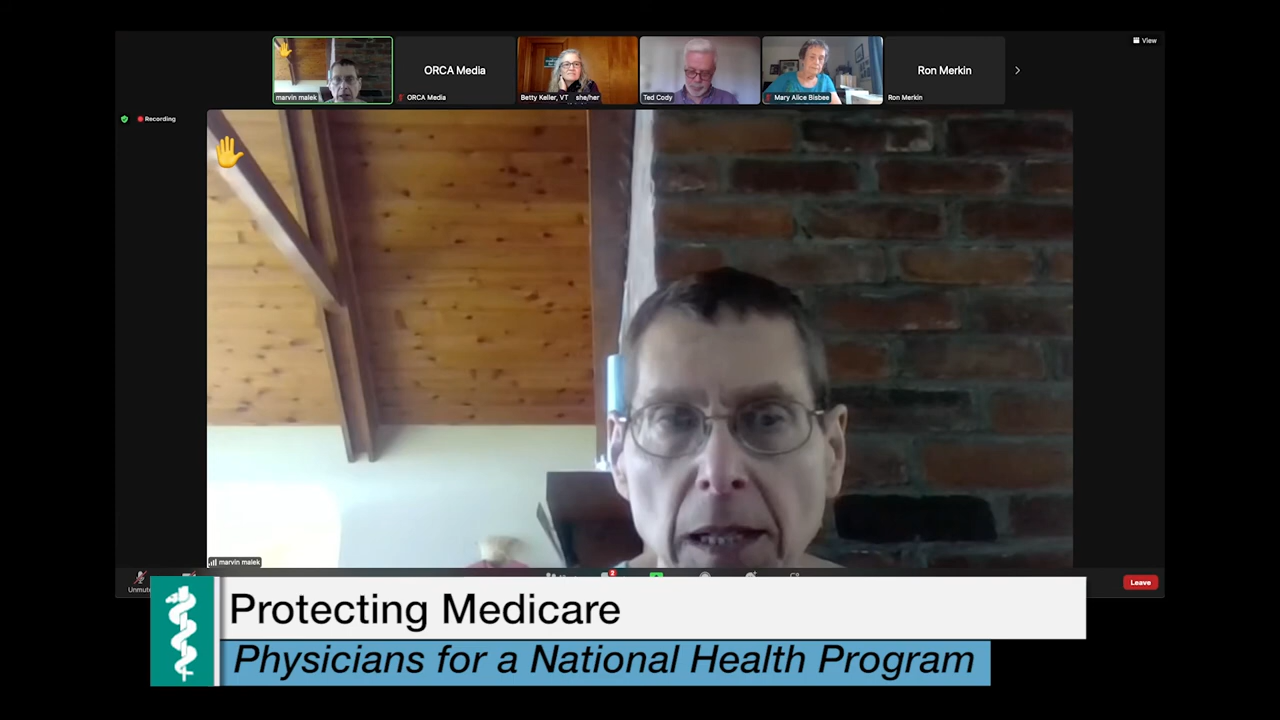 View
ORCA Media
Ron Merkin
marvin malek
ORCA Media
Betty Keller, VT
she/her
Ted Cody
Mary Alice Bisbee
Ron Merkin
Recording
marvin malek
Leave
Protecting Medicare
Physicians for a National Health Program